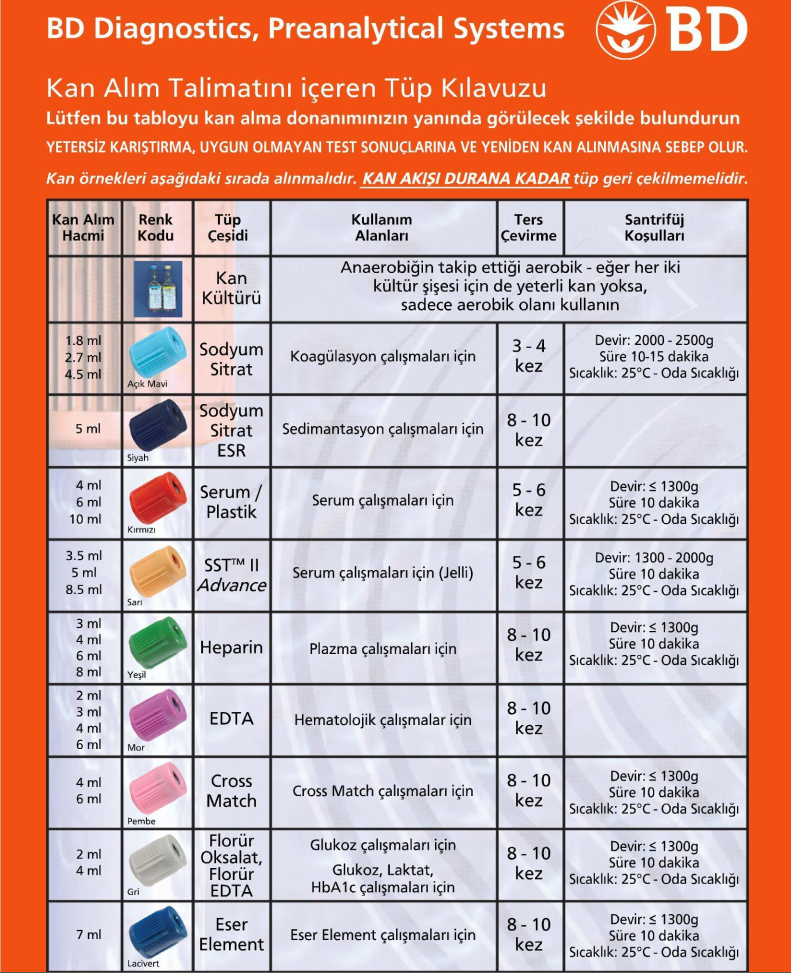 BD Diagnostics, Preanalytical Systems
BD
Kan Alım Talimatını içeren Tüp Kılavuzu
Lütfen bu tabloyu kan alma donanımınızın yanında görülecek şekilde bulundurun
YETERSİZ KARIŞTIRMA, UYGUN OLMAYAN TEST SONUÇLARINA VE YENİDEN KAN ALINMASINA SEBEP OLUR.
Kan örnekleri aşağıdaki sırada alınmalıdır. KAN AKIŞI DURANA KADAR tüp geri çekilmemelidir.
Kan Alım
Hacmi
Renk
Kodu
Tüp
Çeşidi
Kullanım
Alanları
Ters
Çevirme
Santrifüj
Koşulları
Kan
Kültürü
Anaerobiğin takip ettiği aerobik - eğer her iki
kültür şişesi için de yeterli kan yoksa,
sadece aerobik olanı kullanın
1.8 ml
2.7 ml
4.5 ml
Açık Mavi
Sodyum
Sitrat
Koagülasyon çalışmaları için
3 - 4
kez
Devir: 2000 - 2500g
Süre 10-15 dakika
Sıcaklık: 25°C - Oda Sıcaklığı
5 ml
Siyah
Sodyum
Sitrat
ESR
Sedimantasyon çalışmaları için
8 - 10
kez
4 ml
6 ml
10 ml
Kırmızı
Serum /
Plastik
Serum çalışmaları için
5 - 6
kez
Devir: ≤ 1300g
Süre 10 dakika
Sıcaklık: 25°C - Oda Sıcaklığı
3.5 ml
5 ml
8.5 ml
Sarı
SST™ II
Advance
Serum çalışmaları için (Jelli)
5 - 6
kez
Devir: 1300 - 2000g
Süre 10 dakika
Sıcaklık: 25°C - Oda Sıcaklığı
3 ml
4 ml
6 ml
8 ml
Yeşil
Heparin
Plazma çalışmaları için
8 - 10
kez
Devir: ≤ 1300g
Süre 10 dakika
Sıcaklık: 25°C - Oda Sıcaklığı
2 ml
3 ml
4 ml
6 ml
Mor
EDTA
Hematolojik çalışmalar için
8 - 10
kez
4 ml
6 ml
Pembe
Cross
Match
Cross Match çalışmaları için
8 - 10
kez
Devir: ≤ 1300g
Süre 10 dakika
Sıcaklık: 25°C - Oda Sıcaklığı
2 ml
4 ml
Gri
Florür
Oksalat,
Florür
EDTA
Glukoz çalışmaları için
Glukoz, Laktat,
HbA1c çalışmaları için
8 - 10
kez
Devir: ≤ 1300g
Süre 10 dakika
Sıcaklık: 25°C - Oda Sıcaklığı
7 ml
Lacivert
Eser
Element
Eser Element çalışmaları için
8 - 10
kez
Devir: ≤ 1300g
Süre 10 dakika
Sıcaklık: 25°C - Oda Sıcaklığı